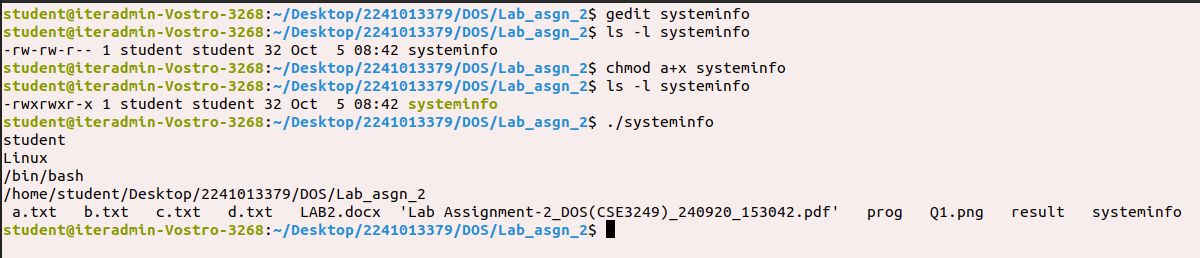 student@iteradmin-Vostro-3268:~/Desktop/2241013379/DOS/Lab_asgn_2$ gedit systeminfo
student@iteradmin-Vostro-3268:~/Desktop/2241013379/DOS/Lab_asgn_2$ ls -l systeminfo
-rw-rw-r-- 1 student student 32 Oct  5 08:42 systeminfo
student@iteradmin-Vostro-3268:~/Desktop/2241013379/DOS/Lab_asgn_2$ chmod a+x systeminfo
student@iteradmin-Vostro-3268:~/Desktop/2241013379/DOS/Lab_asgn_2$ ls -l systeminfo
-rwxrwxr-x 1 student student 32 Oct  5 08:42 systeminfo
student@iteradmin-Vostro-3268:~/Desktop/2241013379/DOS/Lab_asgn_2$ ./systeminfo
student
Linux
/bin/bash
/home/student/Desktop/2241013379/DOS/Lab_asgn_2
 a.txt   b.txt   c.txt   d.txt   LAB2.docx  'Lab Assignment-2_DOS(CSE3249)_240920_153042.pdf'   prog   Q1.png   result   systeminfo
student@iteradmin-Vostro-3268:~/Desktop/2241013379/DOS/Lab_asgn_2$